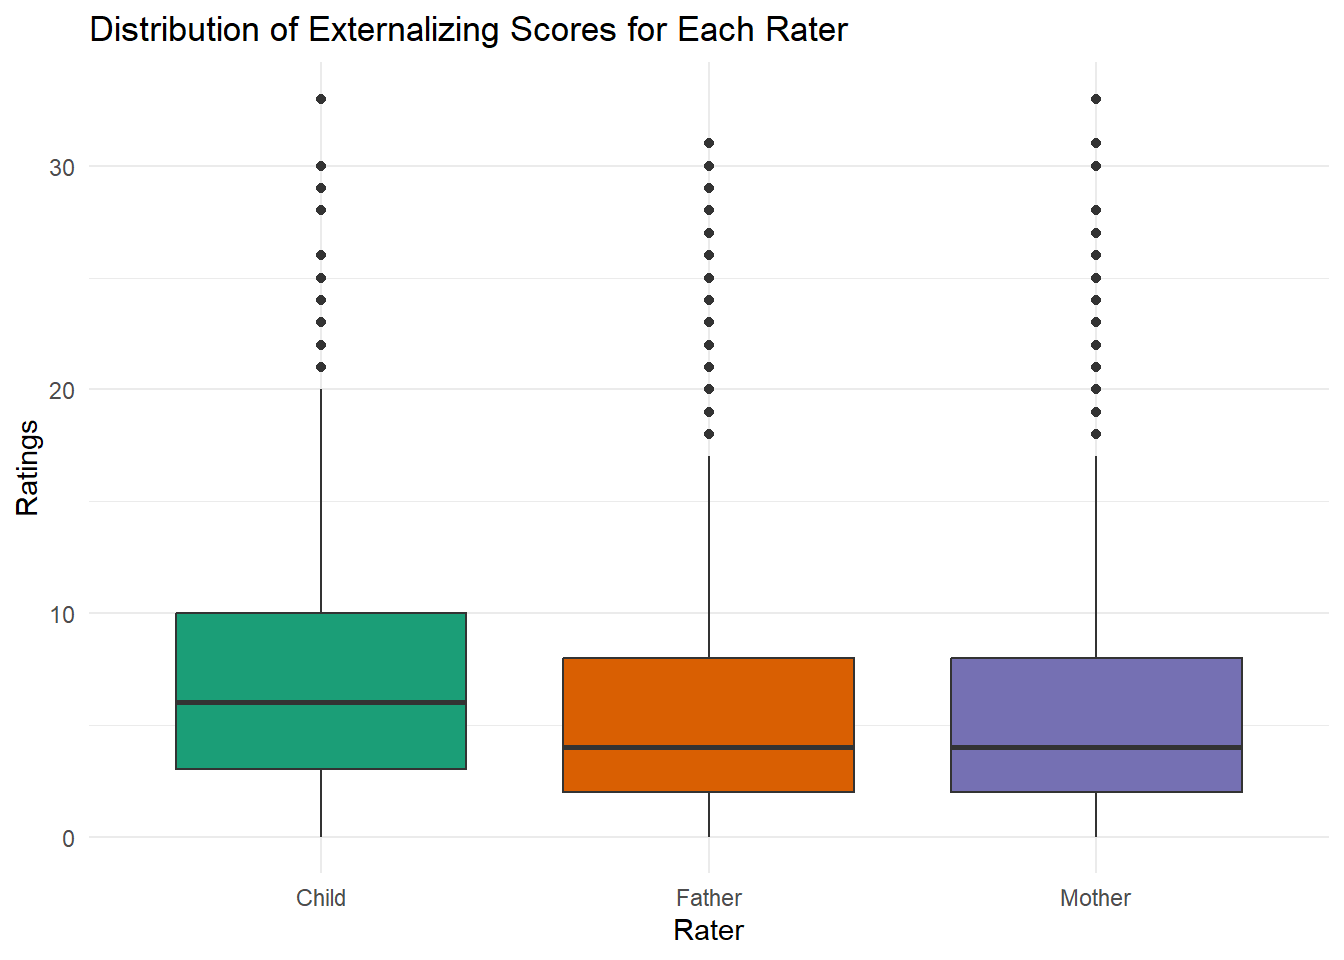 Distribution of Externalizing Scores for Each Rater
30
20
10
0
Ratings
Child Father Mother
Rater